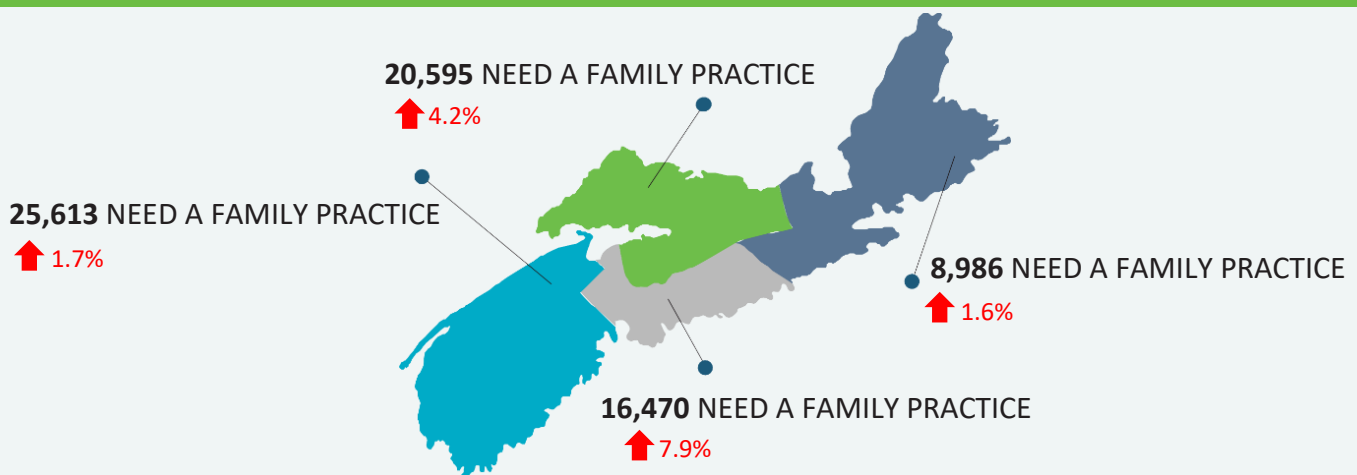 20,595 NEED A FAMILY PRACTICE
4.2%
25,613 NEED A FAMILY PRACTICE
1.7%
8,986 NEED A FAMILY PRACTICE
1.6%
16,470 NEED A FAMILY PRACTICE
7.9%